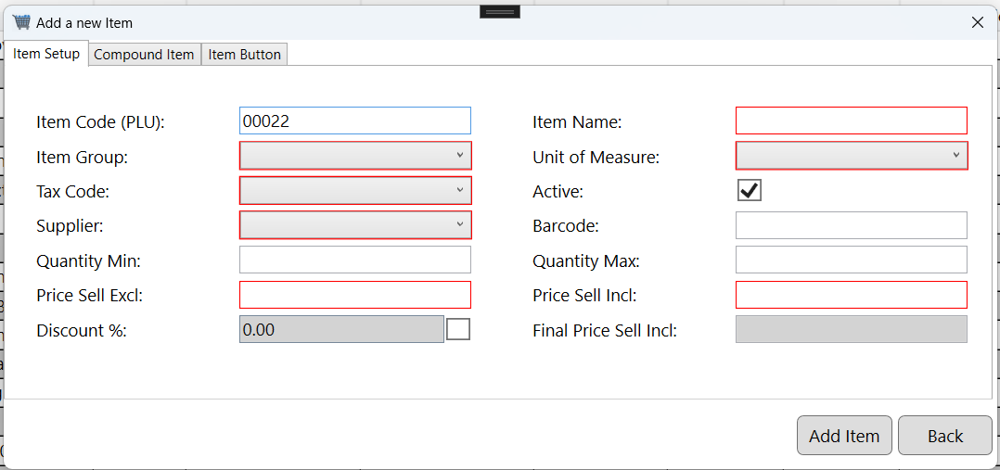 Add a new Item
Item Setup Compound Item Item Button
Item Code (PLU): 00022 Item Name:
Item Group: Unit of Measure:
Tax Code: Active:
Supplier: Barcode:
Quantity Min: Quantity Max:
Price Sell Excl: Price Sell Incl:
Discount %: 0.00 Final Price Sell Incl:
Add Item Back